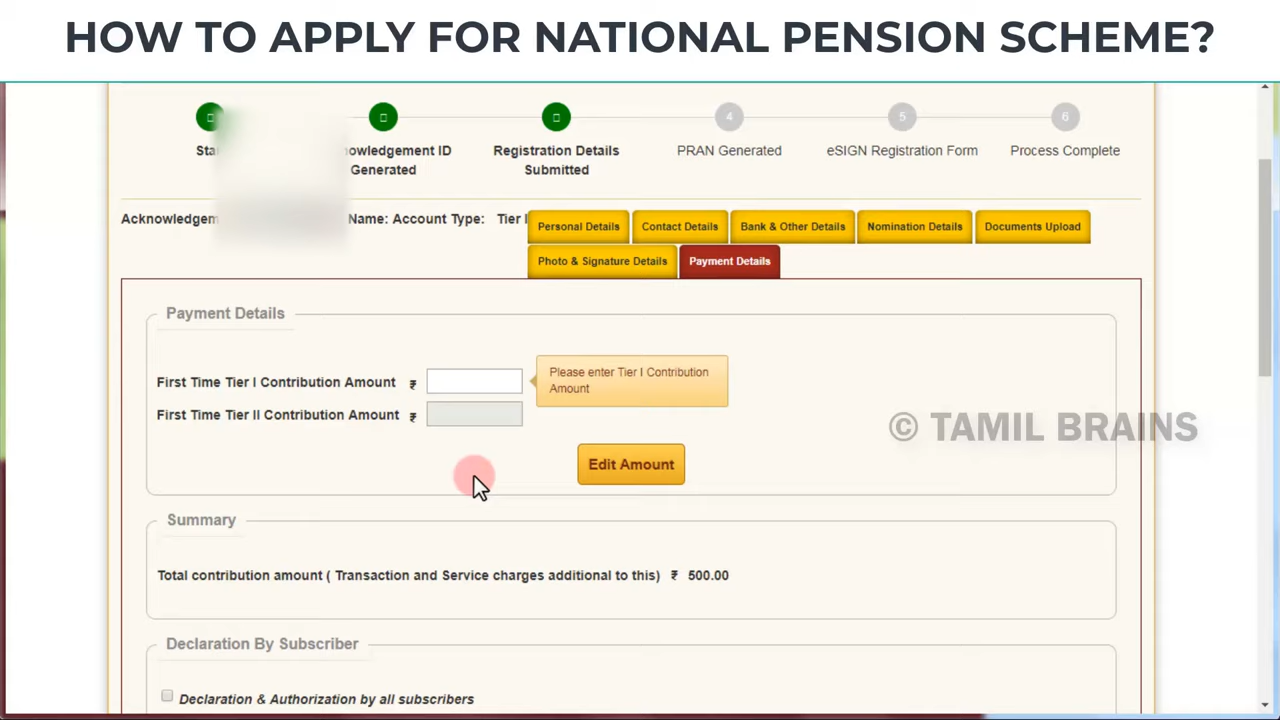 HOW TO APPLY FOR NATIONAL PENSION SCHEME?
4 5 6
ID
Generated
Registration Details
Submitted
PRAN Generated
eSIGN Registration Form
Process Complete
Name: Account Type: Tier I
Personal Details
Contact Details
Bank & Other Details
Nomination Details
Documents Upload
Photo & Signature Details
Payment Details
Payment Details
First Time Tier I Contribution Amount ₹
Please enter Tier I Contribution
Amount
First Time Tier II Contribution Amount ₹
© TAMIL BRAINS
Edit Amount
Summary
Total contribution amount ( Transaction and Service charges additional to this) ₹ 500.00
Declaration By Subscriber
Declaration & Authorization by all subscribers